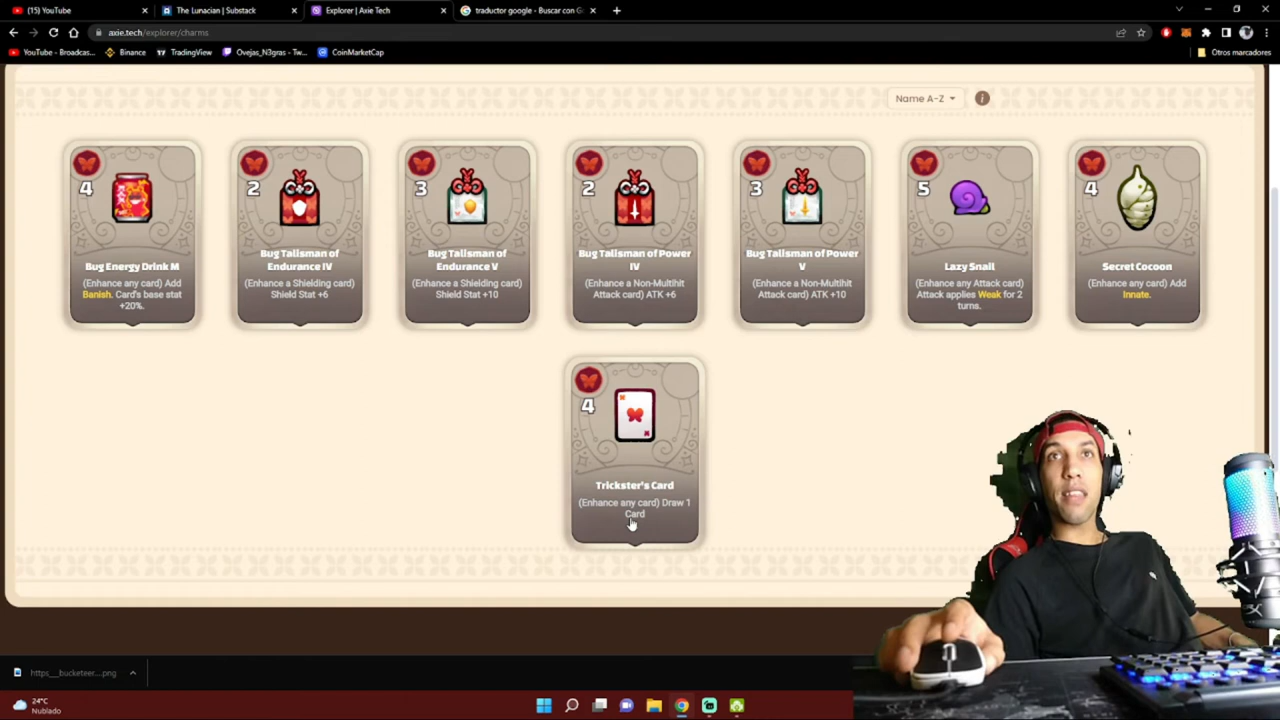 (15) YouTube
The Lunacian | Substack
Explorer | Axie Tech
traductor google - Buscar con G
axie.tech/explorer/charms
YouTube - Broadcas...
Binance
TradingView
Ovejas_N3gras - Tw...
CoinMarketCap
Otros marcadores
Name A-Z
4
Bug Energy Drink M
(Enhance any card) Add
Banish. Card's base stat
+20%.
2
Bug Talisman of
Endurance IV
(Enhance a Shielding card)
Shield Stat +6
3
Bug Talisman of
Endurance V
(Enhance a Shielding card)
Shield Stat +10
2
Bug Talisman of Power
IV
(Enhance a Non-Multihit
Attack card) ATK +6
3
Bug Talisman of Power
V
(Enhance a Non-Multihit
Attack card) ATK +10
5
Lazy Snail
(Enhance any Attack card)
Attack applies Weak for 2
turns.
4
Secret Cocoon
(Enhance any card) Add
Innate.
4
Trickster's Card
(Enhance any card) Draw 1
Card
https__bucketeer....png
24°C
Nublado